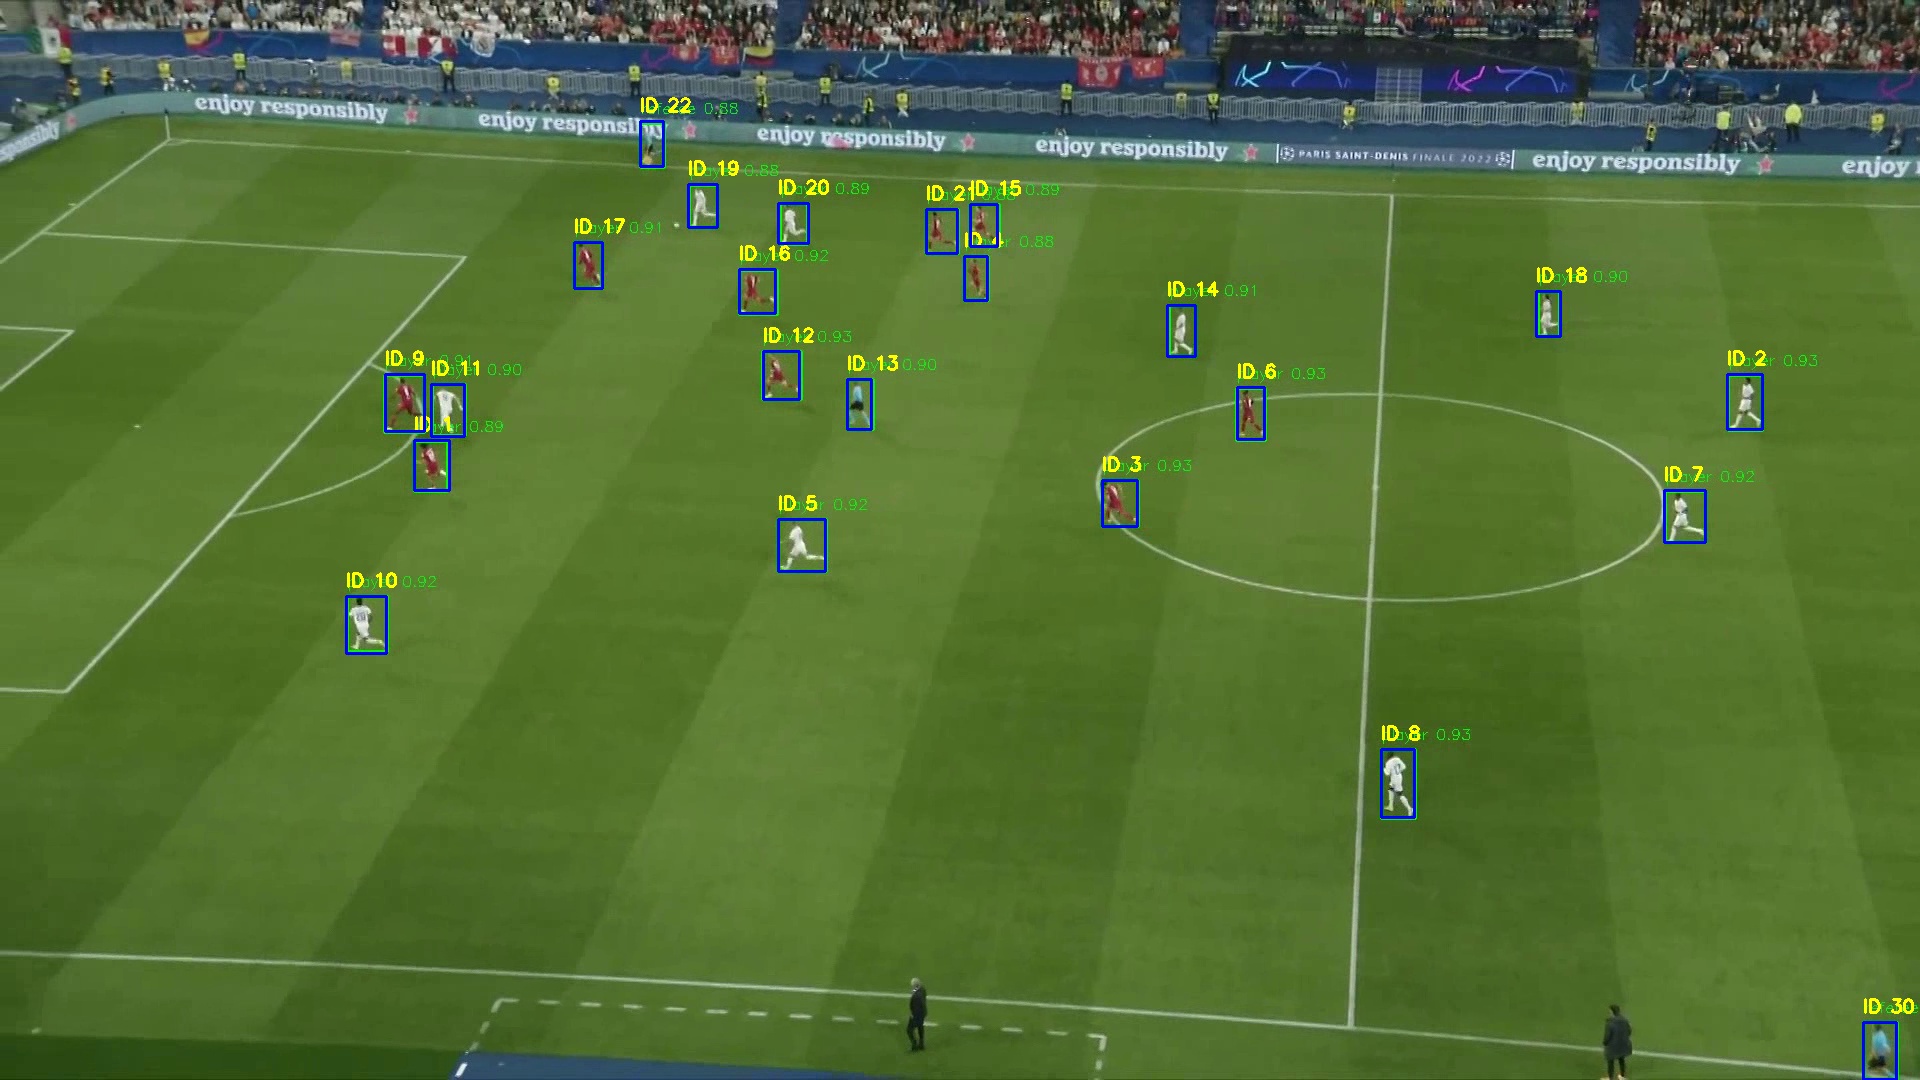 enjoy responsibly
enjoy responsibly
enjoy responsibly
enjoy responsibly
enjoy responsibly
PARIS SAINT-DENIS FINALE 2022
enjoy responsibly
enjoy
ID 22 0.88
ID 19 0.88
ID 20 0.89
ID 21
ID 15 0.89
ID 17 0.91
ID 16 0.92
0.88
ID 14 0.91
ID 18 0.90
ID 12 0.93
ID 13 0.90
ID 9
ID 11 0.90
ID 6 0.93
ID 2 0.93
ID 1 0.89
ID 3 0.93
ID 7 0.92
ID 5 0.92
ID 10 0.92
ID 8 0.93
ID 30